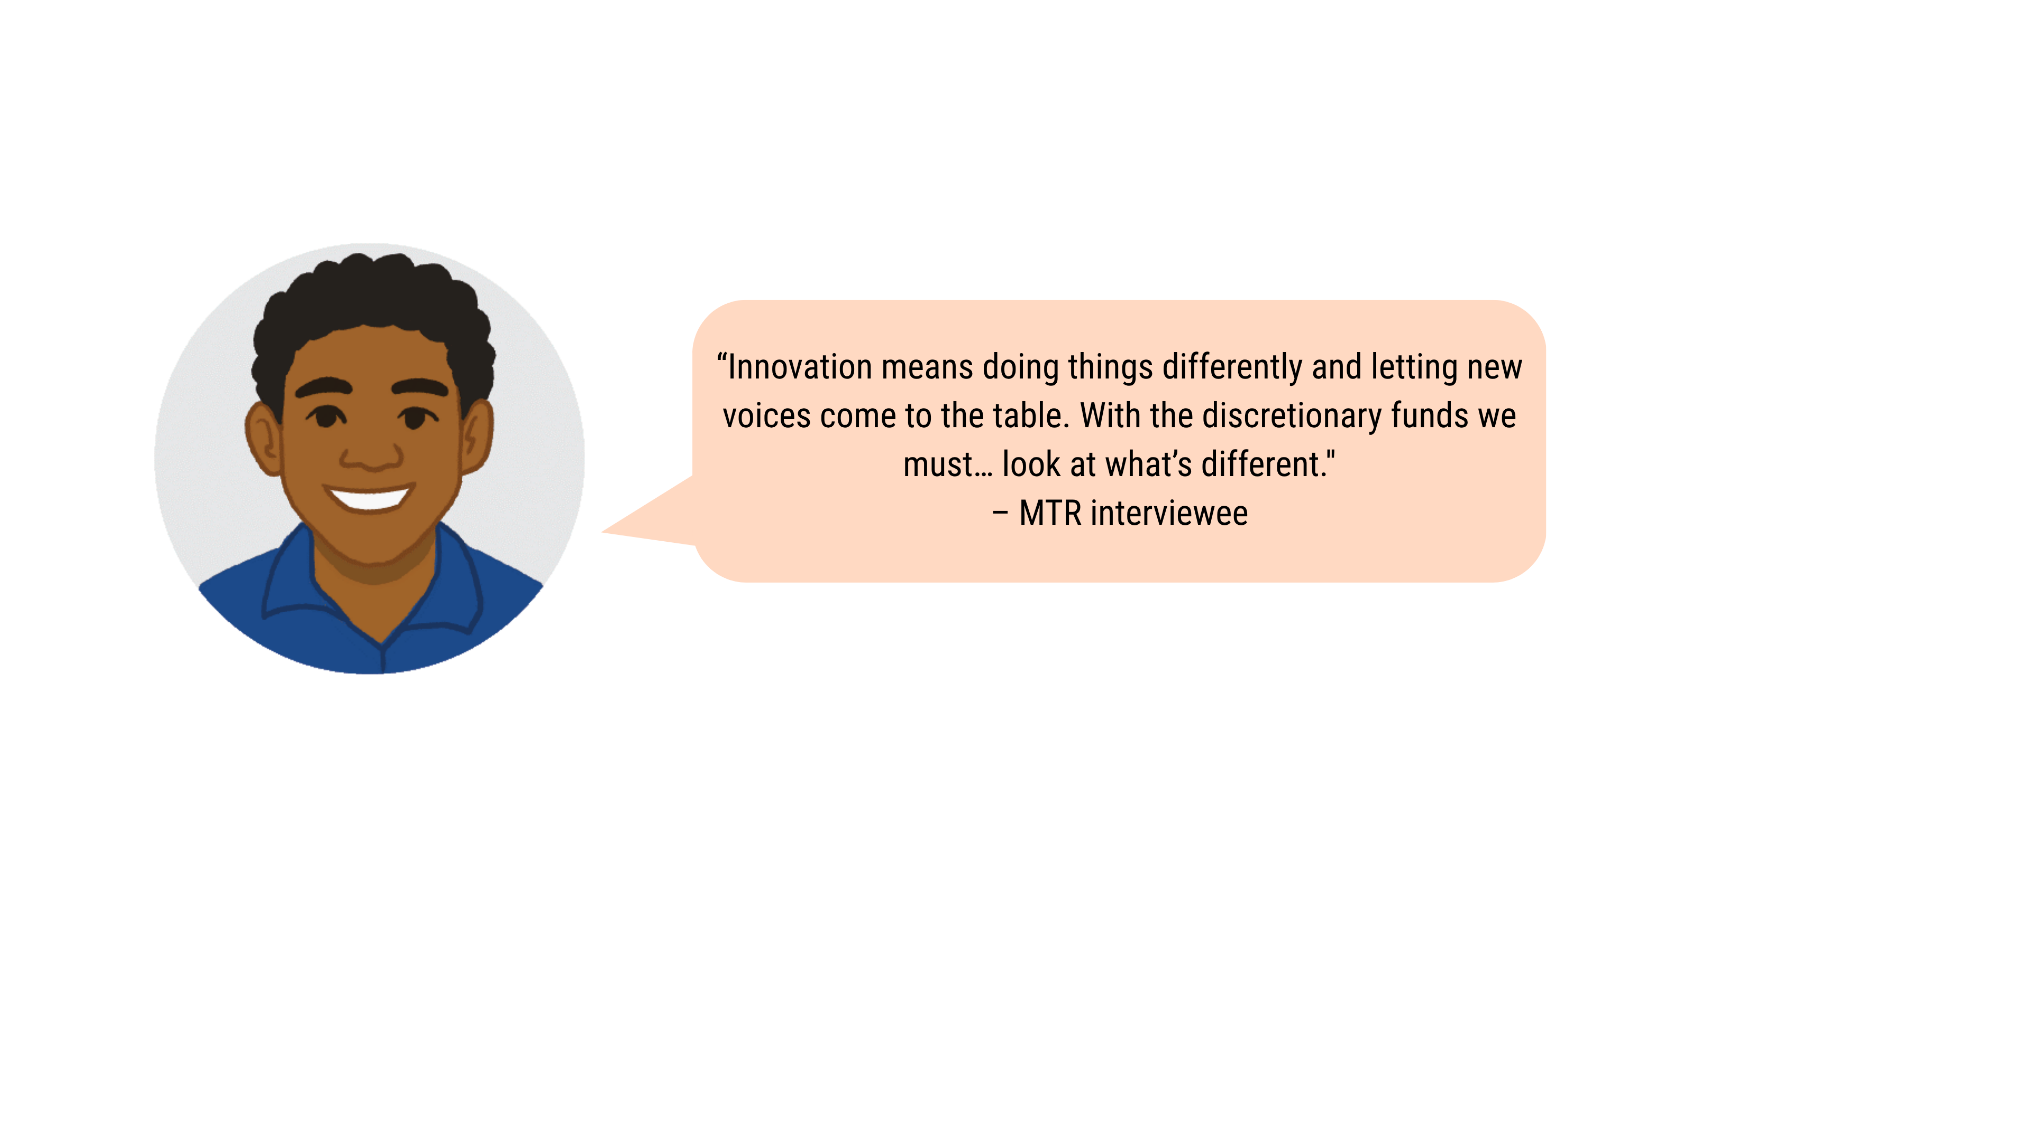 “Innovation means doing things differently and letting new
voices come to the table. With the discretionary funds we
must… look at what’s different."
– MTR interviewee